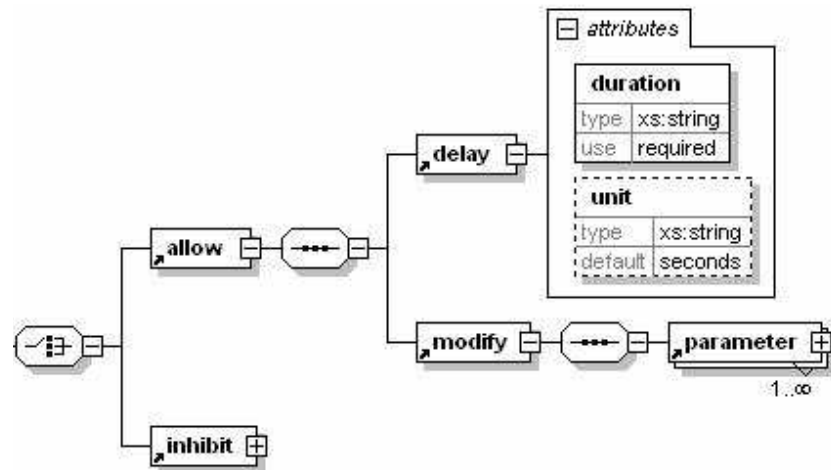 attributes
duration
type xs:string
use required
delay
unit
type xs:string
default seconds
allow
modify
parameter
1..∞
inhibit